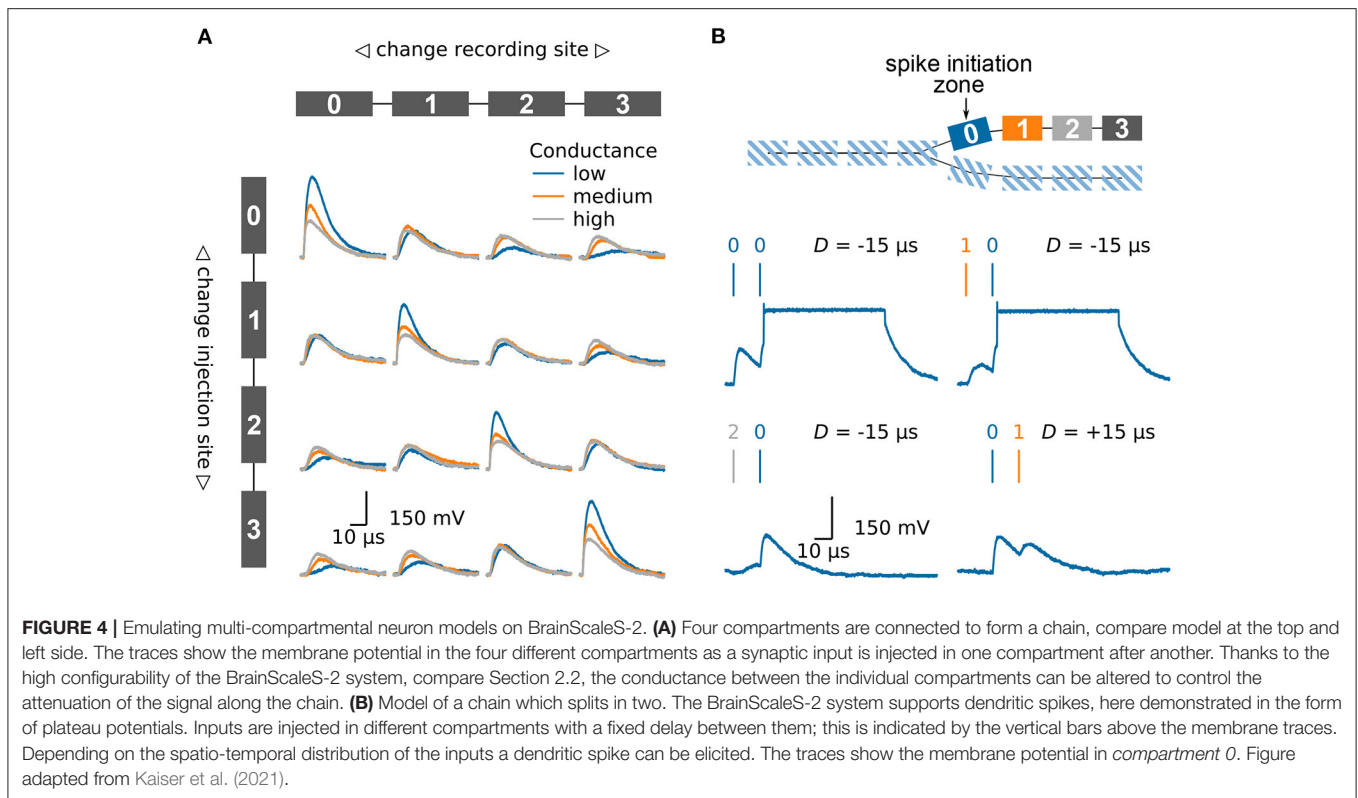 A
◁ change recording site ▷
0 1 2 3
Conductance
low
medium
high
◁ change injection site ▷
0
1
2
3
10 µs
150 mV
B
spike initiation
zone
0 1 2 3
0 0 D = -15 µs
1 0 D = -15 µs
2 0 D = -15 µs
0 1 D = +15 µs
10 µs
150 mV
FIGURE 4 | Emulating multi-compartmental neuron models on BrainScaleS-2. (A) Four compartments are connected to form a chain, compare model at the top and
left side. The traces show the membrane potential in the four different compartments as a synaptic input is injected in one compartment after another. Thanks to the
high configurability of the BrainScaleS-2 system, compare Section 2.2, the conductance between the individual compartments can be altered to control the
attenuation of the signal along the chain. (B) Model of a chain which splits in two. The BrainScaleS-2 system supports dendritic spikes, here demonstrated in the form
of plateau potentials. Inputs are injected in different compartments with a fixed delay between them; this is indicated by the vertical bars above the membrane traces.
Depending on the spatio-temporal distribution of the inputs a dendritic spike can be elicited. The traces show the membrane potential in compartment 0. Figure
adapted from Kaiser et al. (2021).